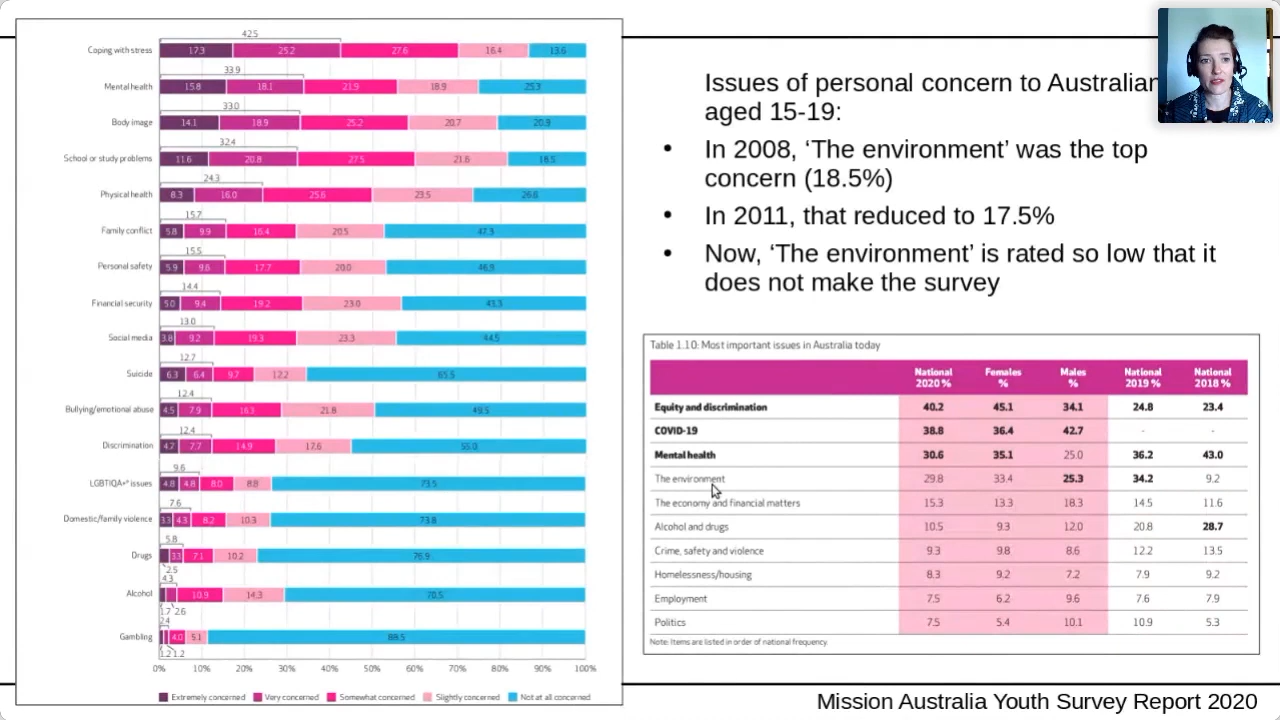 42.5
Coping with stress 17.3 25.2 27.6 16.4 13.6
33.9
Mental health 15.8 18.1 21.9 18.9 25.3
33.0
Body image 14.1 18.9 25.2 20.7 20.9
32.4
School or study problems 11.6 20.8 27.5 21.6 18.5
24.3
Physical health 8.3 16.0 25.6 23.5 26.6
15.7
Family conflict 5.8 9.9 16.4 20.5 47.3
15.5
Personal safety 5.9 9.6 17.7 20.0 46.9
14.4
Financial security 5.0 9.4 19.2 23.0 43.3
13.0
Social media 3.8 9.2 19.3 23.3 44.5
12.7
Suicide 6.3 6.4 9.7 12.2 65.5
12.4
Bullying/emotional abuse 4.5 7.9 16.3 21.8 49.5
12.4
Discrimination 4.7 7.7 14.9 17.6 55.0
9.6
LGBTIQA+* issues 4.8 4.8 8.0 8.8 73.5
7.6
Domestic/family violence 3.3 4.3 8.2 10.3 73.8
5.8
Drugs 3.3 7.1 10.2 76.9
2.5
4.3
Alcohol 10.9 14.3 70.5
1.7 2.6
2.4
Gambling 4.0 5.1 88.5
1.2 1.2
0% 10% 20% 30% 40% 50% 60% 70% 80% 90% 100%
Extremely concerned Very concerned Somewhat concerned Slightly concerned Not at all concerned
Issues of personal concern to Australian
aged 15-19:
• In 2008, ‘The environment’ was the top
concern (18.5%)
• In 2011, that reduced to 17.5%
• Now, ‘The environment’ is rated so low that it
does not make the survey
Table 1.10: Most important issues in Australia today
National 2020 % Females % Males % National 2019 % National 2018 %
Equity and discrimination 40.2 45.1 34.1 24.8 23.4
COVID-19 38.8 36.4 42.7 - -
Mental health 30.6 35.1 25.0 36.2 43.0
The environment 29.8 33.4 25.3 34.2 9.2
The economy and financial matters 15.3 13.3 18.3 14.5 11.6
Alcohol and drugs 10.5 9.3 12.0 20.8 28.7
Crime, safety and violence 9.3 9.8 8.6 12.2 13.5
Homelessness/housing 8.3 9.2 7.2 7.9 9.2
Employment 7.5 6.2 9.6 7.6 7.9
Politics 7.5 5.4 10.1 10.9 5.3
Note: Items are listed in order of national frequency.
Mission Australia Youth Survey Report 2020